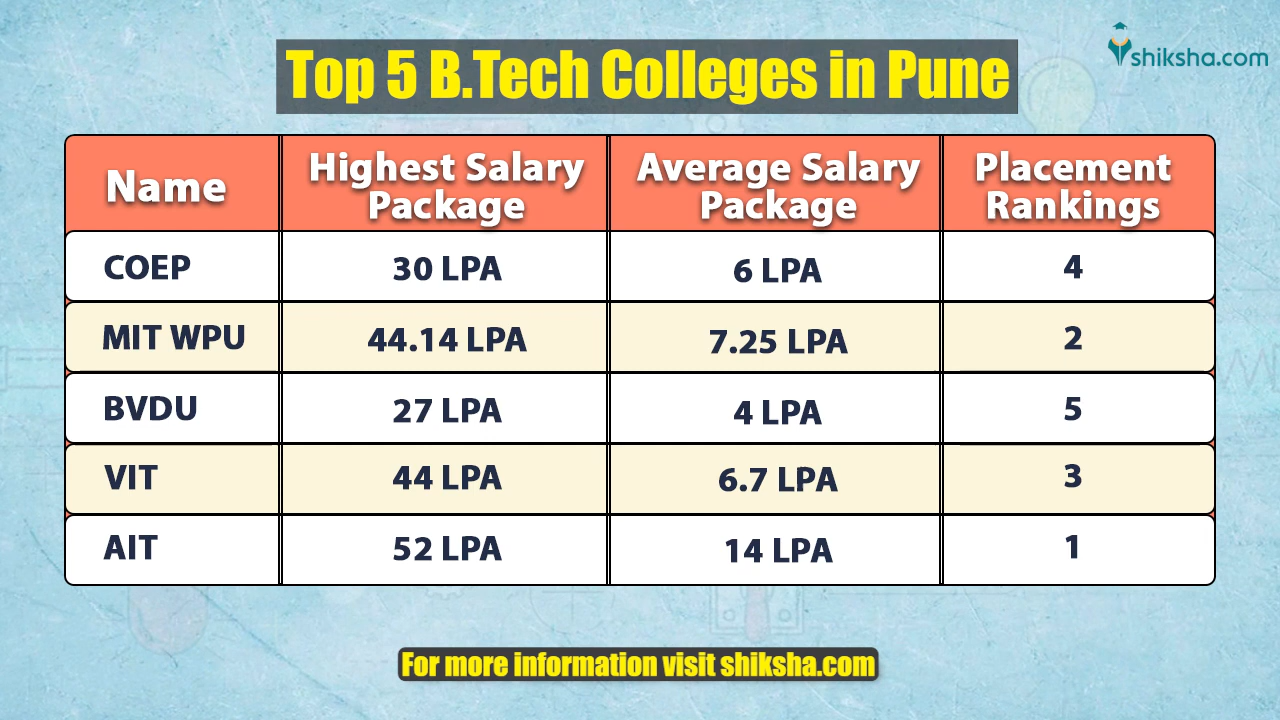 Top 5 B.Tech Colleges in Pune
shiksha.com
Name
Highest Salary
Package
Average Salary
Package
Placement
Rankings
COEP 30 LPA 6 LPA 4
MIT WPU 44.14 LPA 7.25 LPA 2
BVDU 27 LPA 4 LPA 5
VIT 44 LPA 6.7 LPA 3
AIT 52 LPA 14 LPA 1
For more information visit shiksha.com